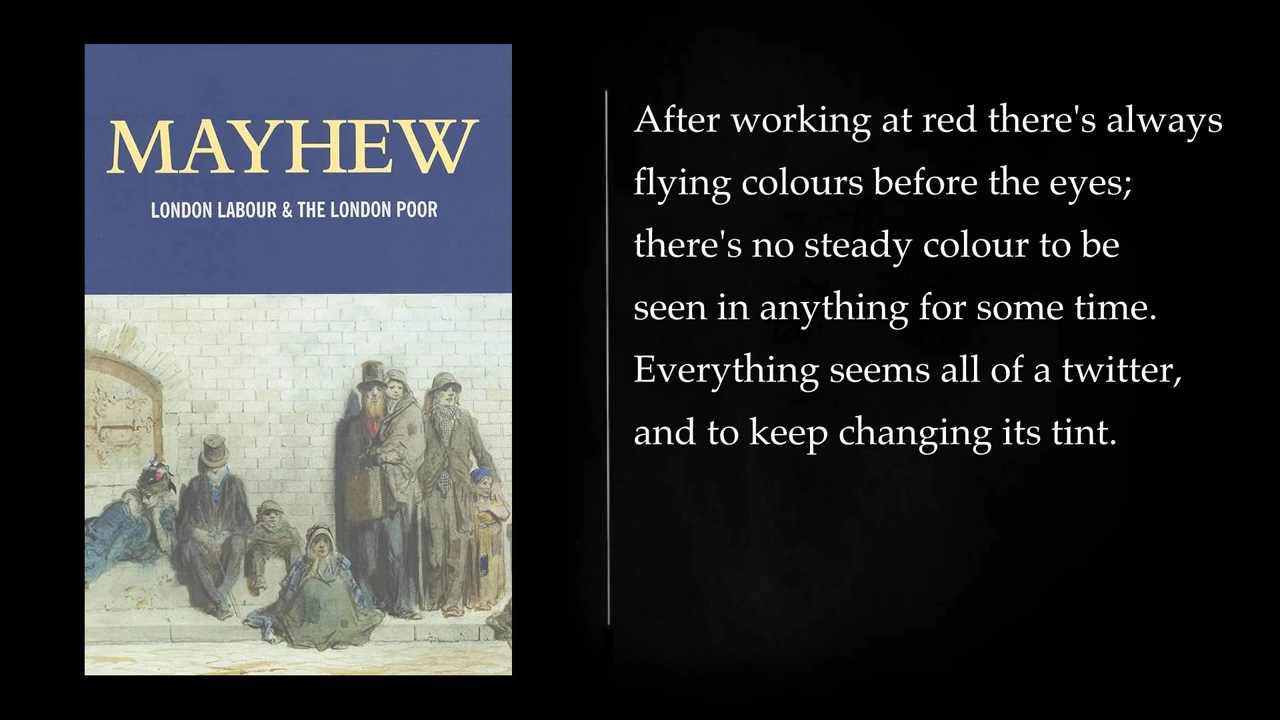 MAYHEW
LONDON LABOUR & THE LONDON POOR
After working at red there's always
flying colours before the eyes;
there's no steady colour to be
seen in anything for some time.
Everything seems all of a twitter,
and to keep changing its tint.